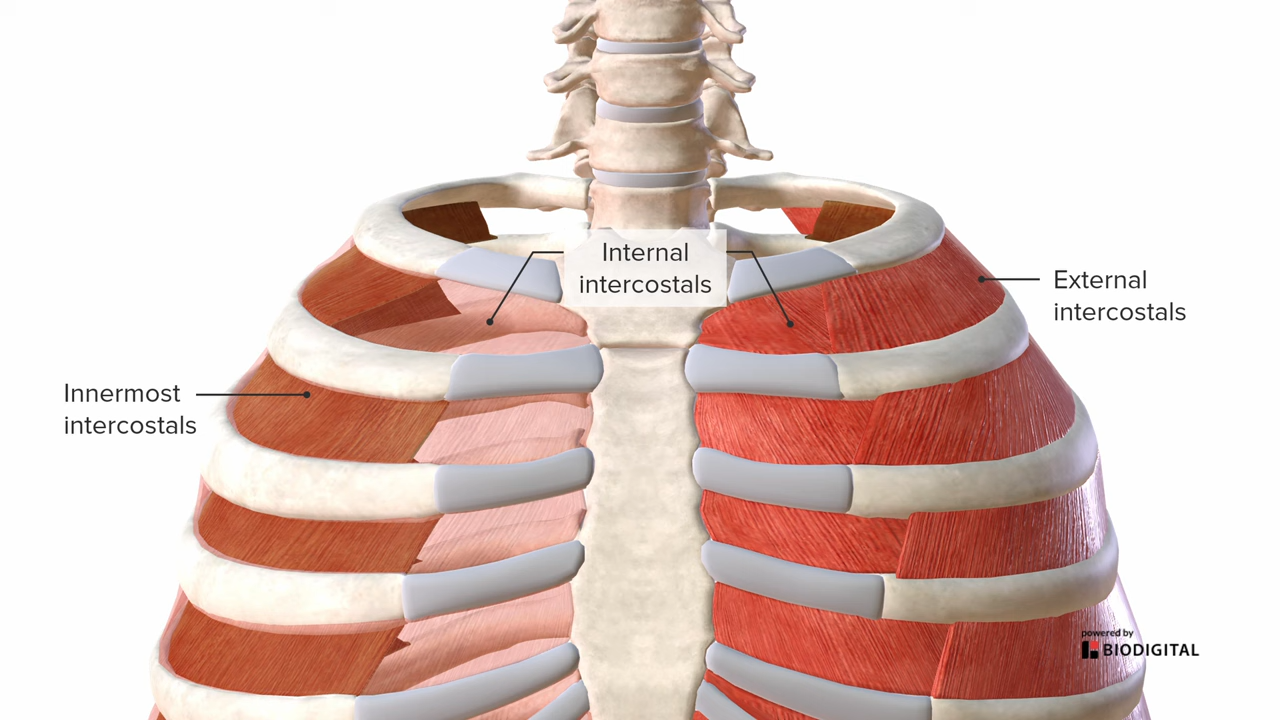 Internal
intercostals
External
intercostals
Innermost
intercostals
powered by
BIODIGITAL